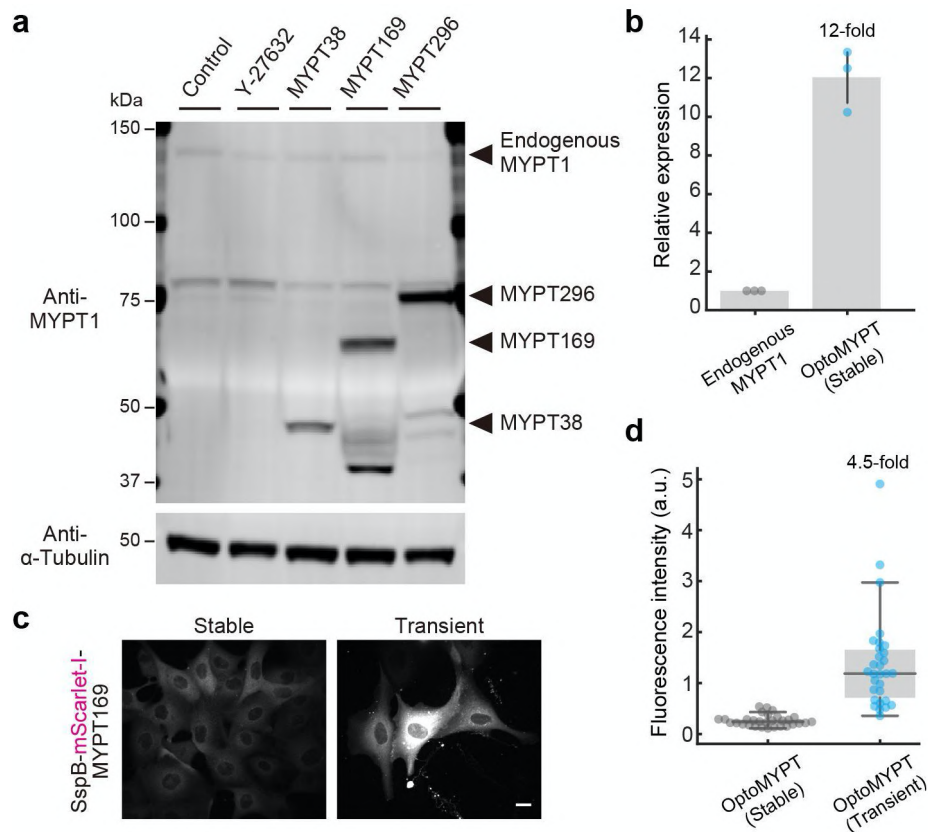 a
Control
Y-27632
MYPT38
MYPT169
MYPT296
kDa
150
100
75
50
37
Anti-
MYPT1
Endogenous
MYPT1
MYPT296
MYPT169
MYPT38
50
Anti-
α-Tubulin
b
12-fold
Relative expression
14
12
10
8
6
4
2
0
Endogenous
MYPT1
OptoMYPT
(Stable)
c
Stable
Transient
SspB-mScarlet-I-
MYPT169
d
4.5-fold
Fluorescence intensity (a.u.)
5
4
3
2
1
0
OptoMYPT
(Stable)
OptoMYPT
(Transient)